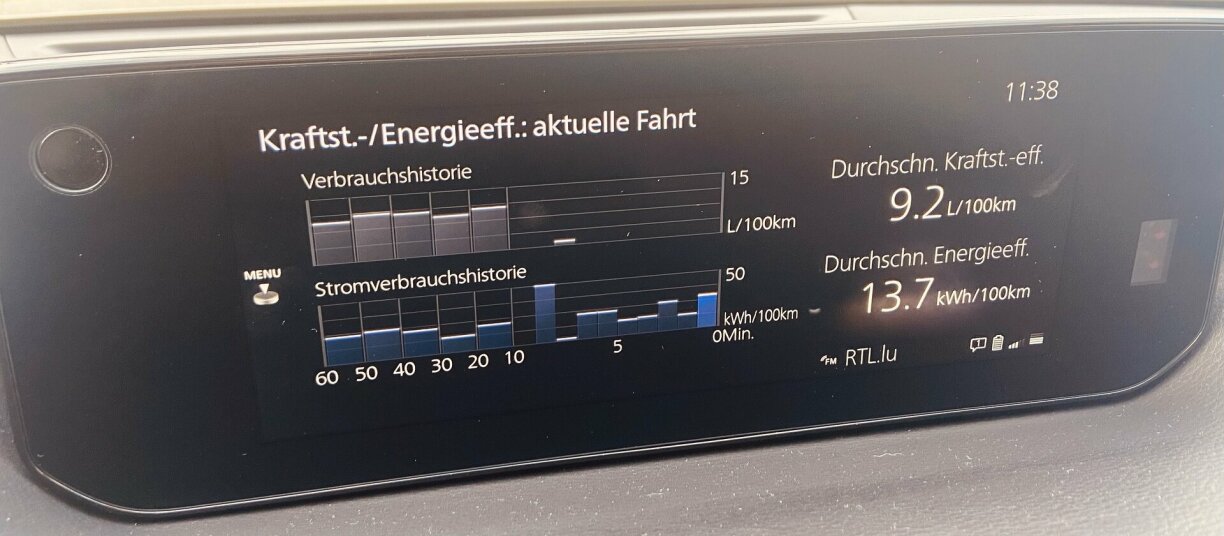 11:38
Kraftst.-/Energieeff.: aktuelle Fahrt
Verbrauchshistorie
15
L/100km
Durchschn. Kraftst.-eff.
9.2 L/100km
MENU
Stromverbrauchshistorie
50
kWh/100km
0Min.
60 50 40 30 20 10 5
Durchschn. Energieeff.
13.7 kWh/100km
FM RTL.lu
1